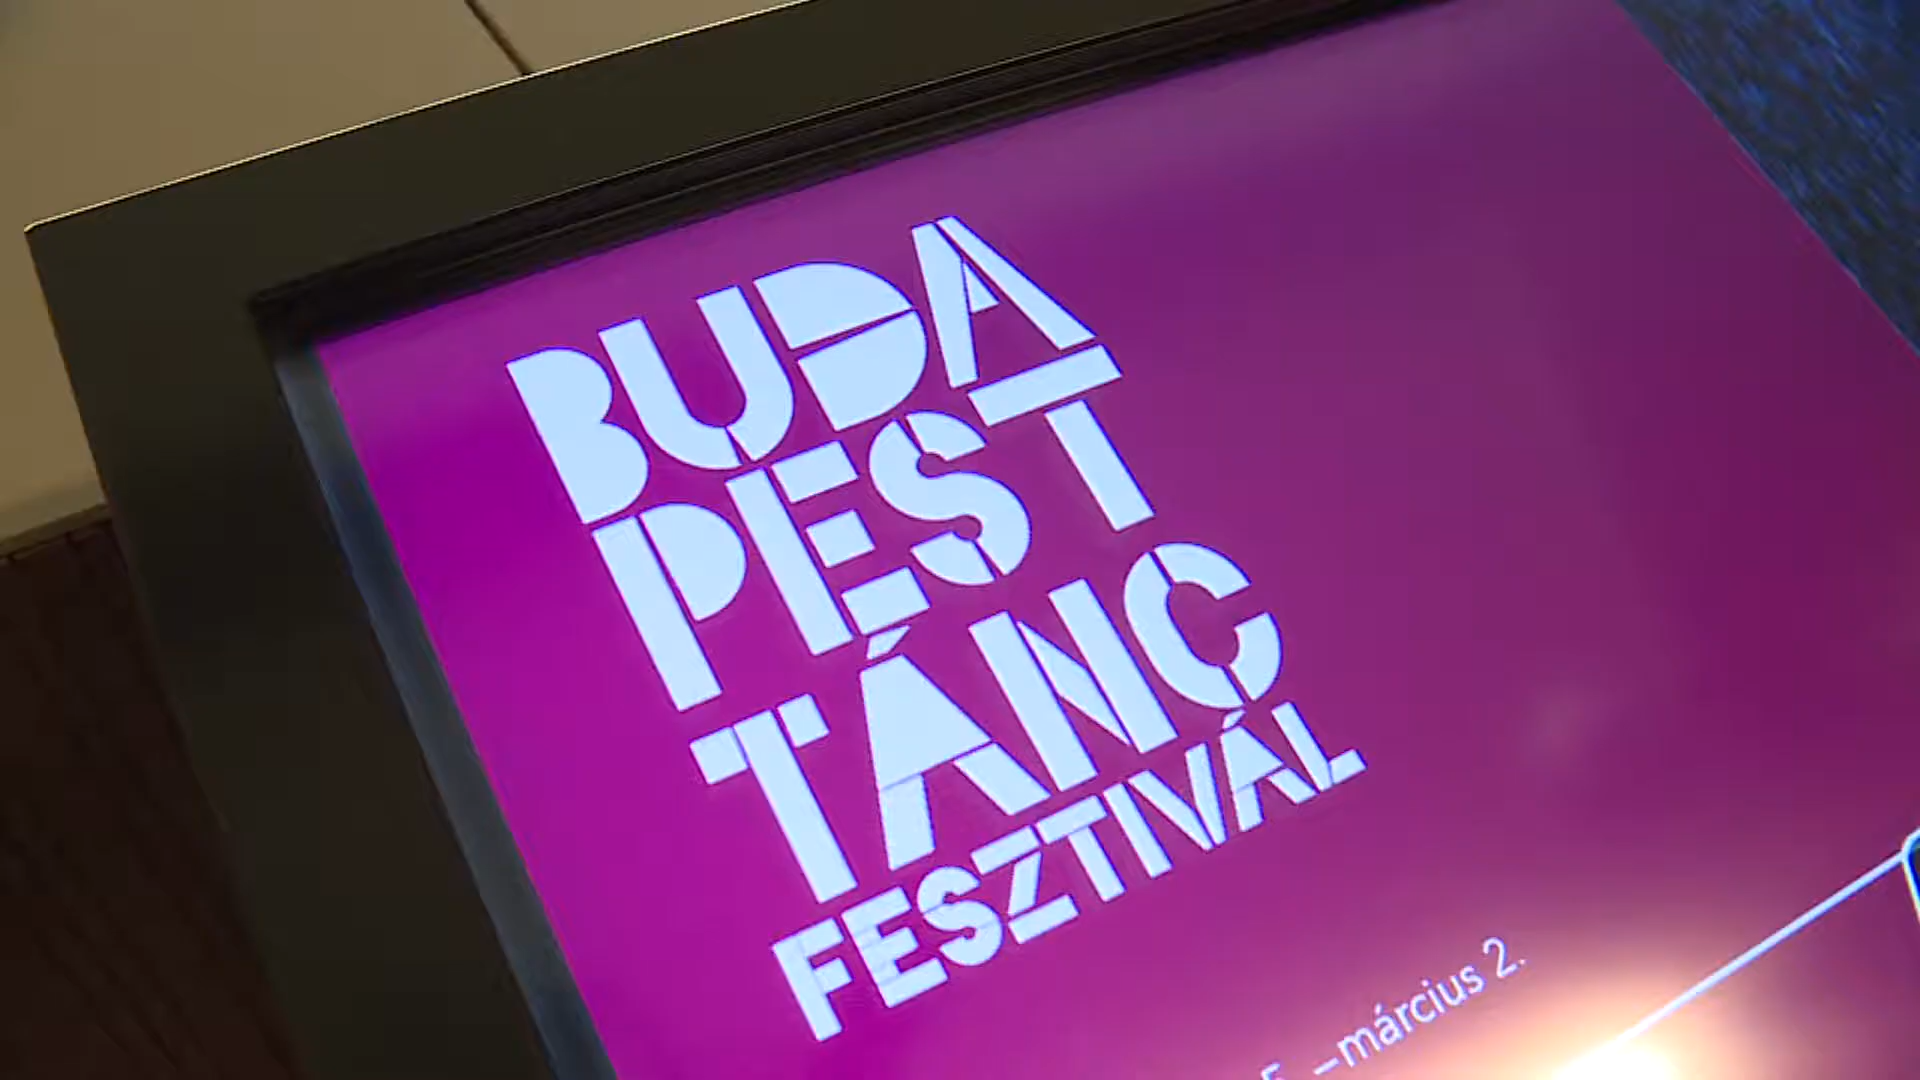 BUDA
PEST
TÁNC
FESZTIVÁL
–március 2.